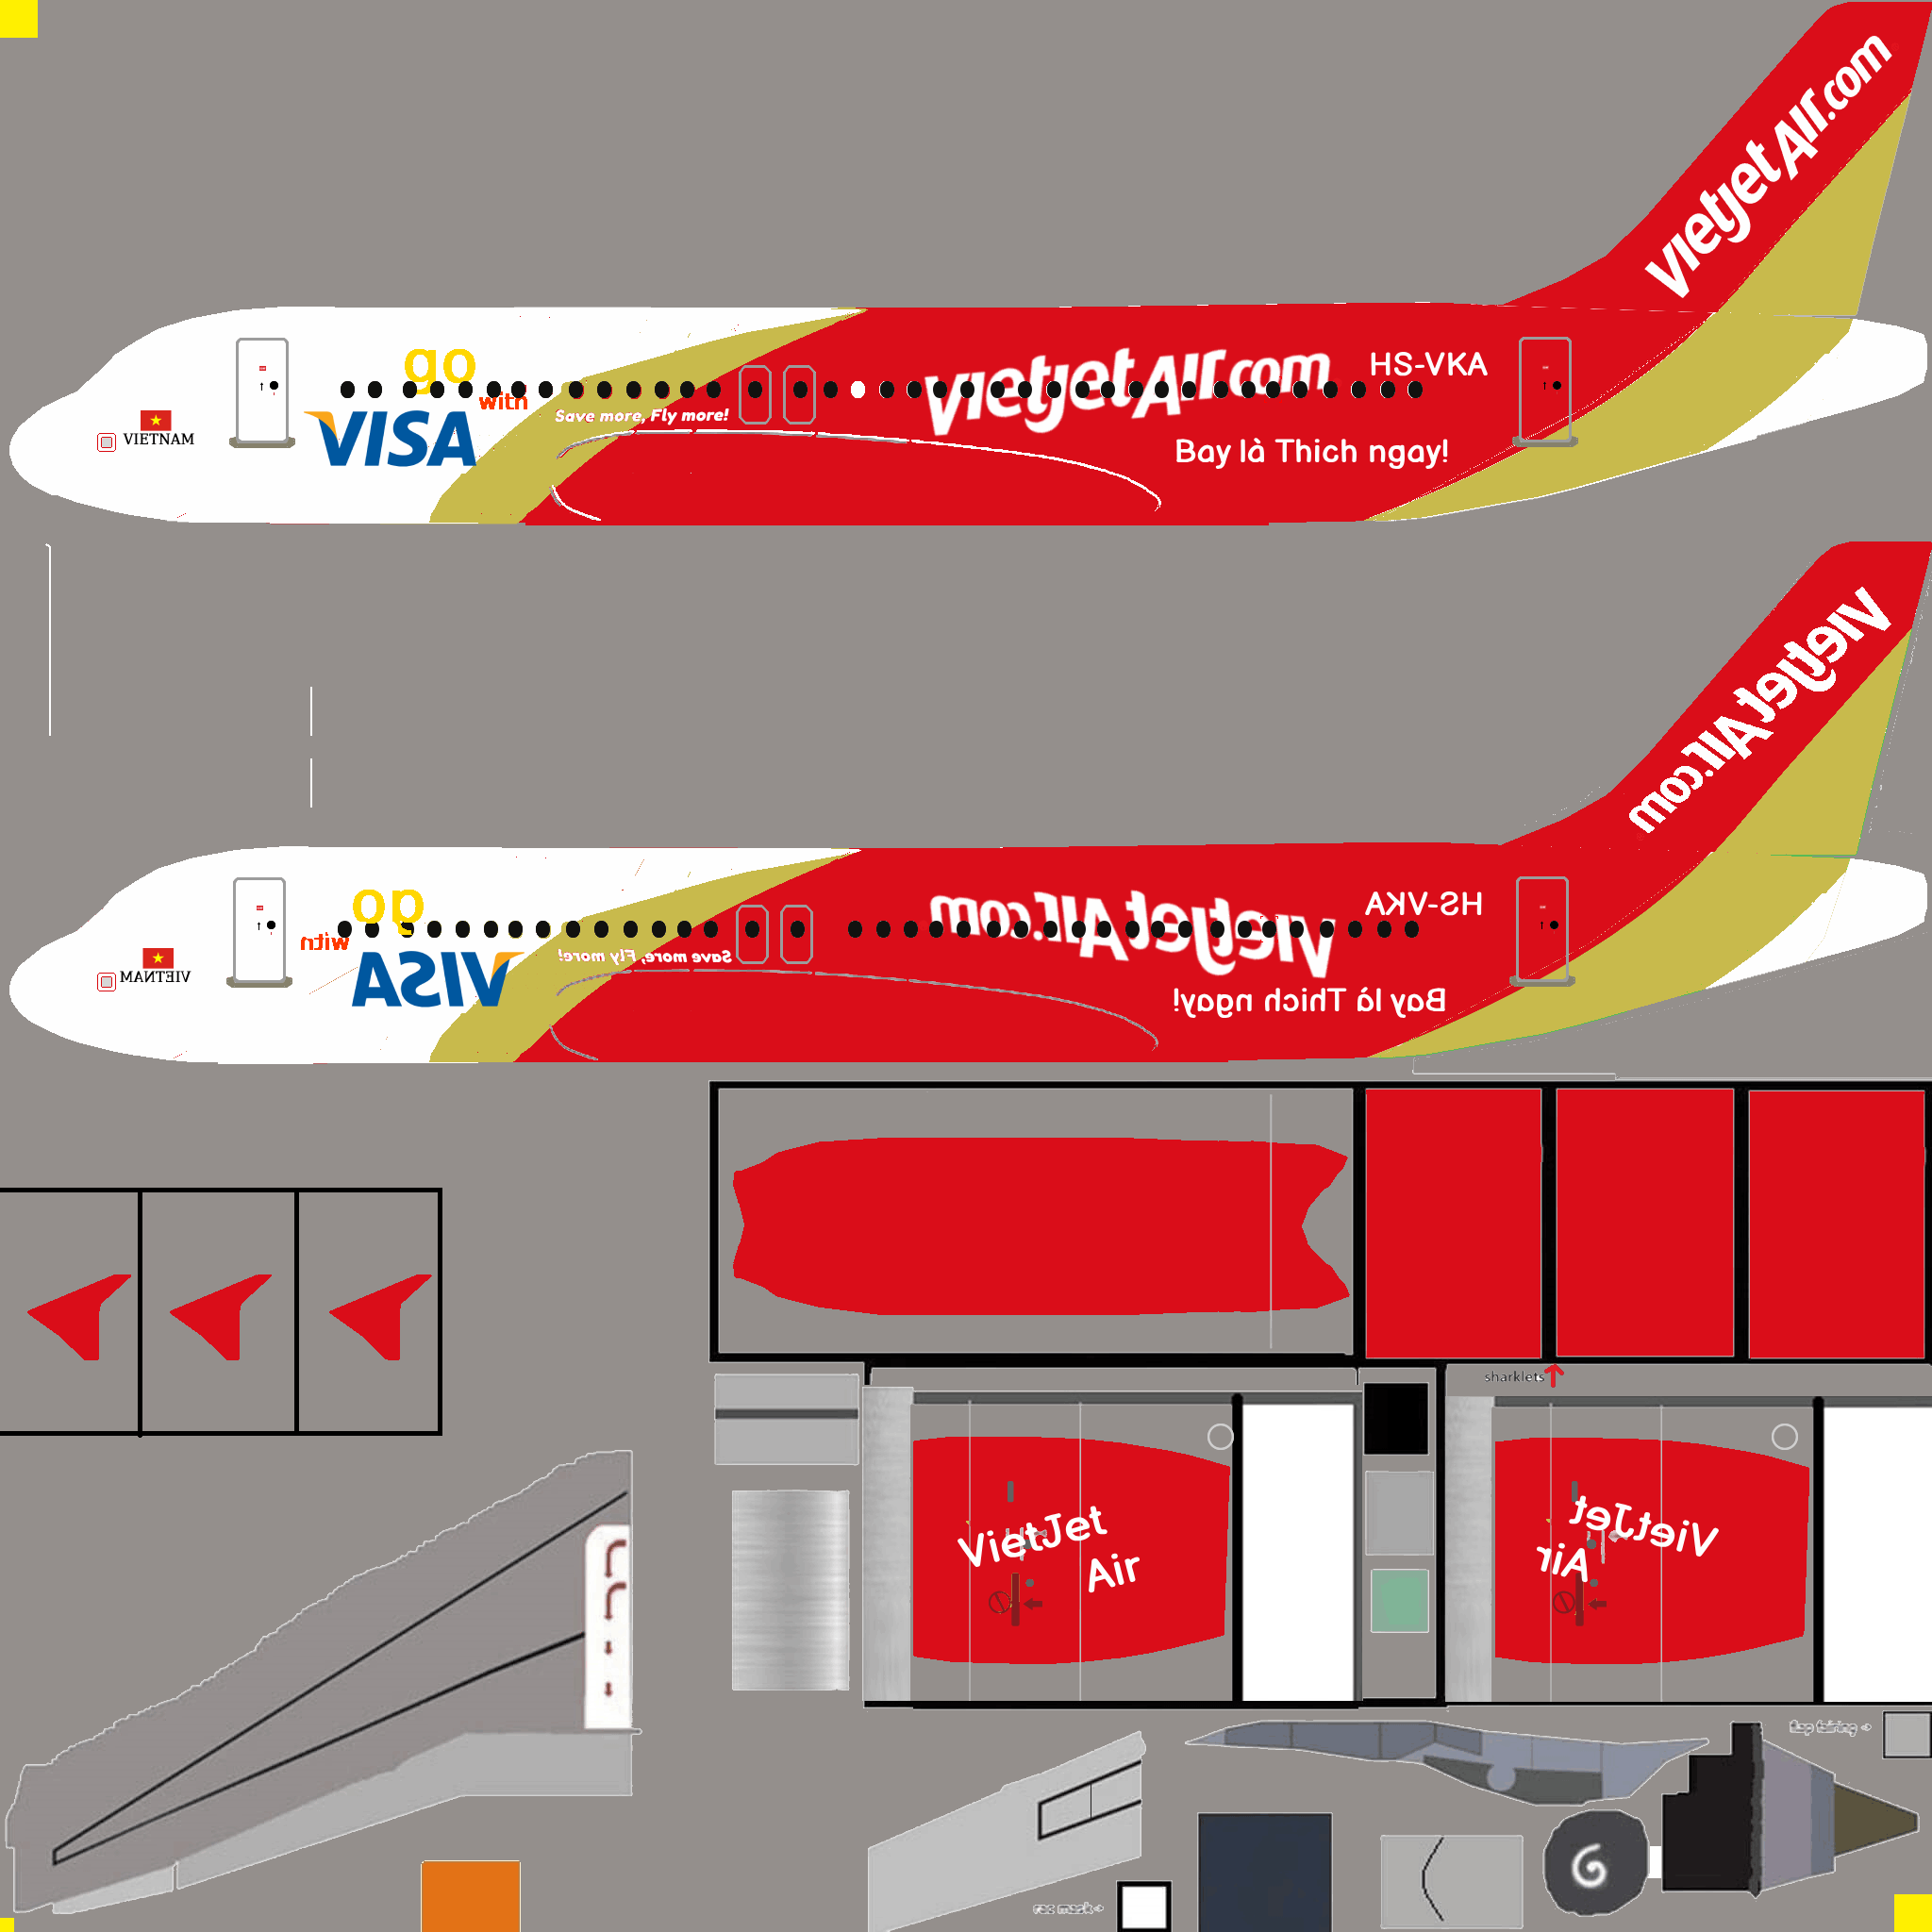 VietjetAir.com
go
with
VISA
VIETNAM
Save more, Fly more!
VietjetAir.com
HS-VKA
Bay là Thich ngay!
VietjetAir.com
go
with
VISA
VIETNAM
Save more, Fly more!
VietjetAir.com
HS-VKA
Bay là Thich ngay!
sharklets
VietJet
Air
VietJet
Air
flap fairing ->